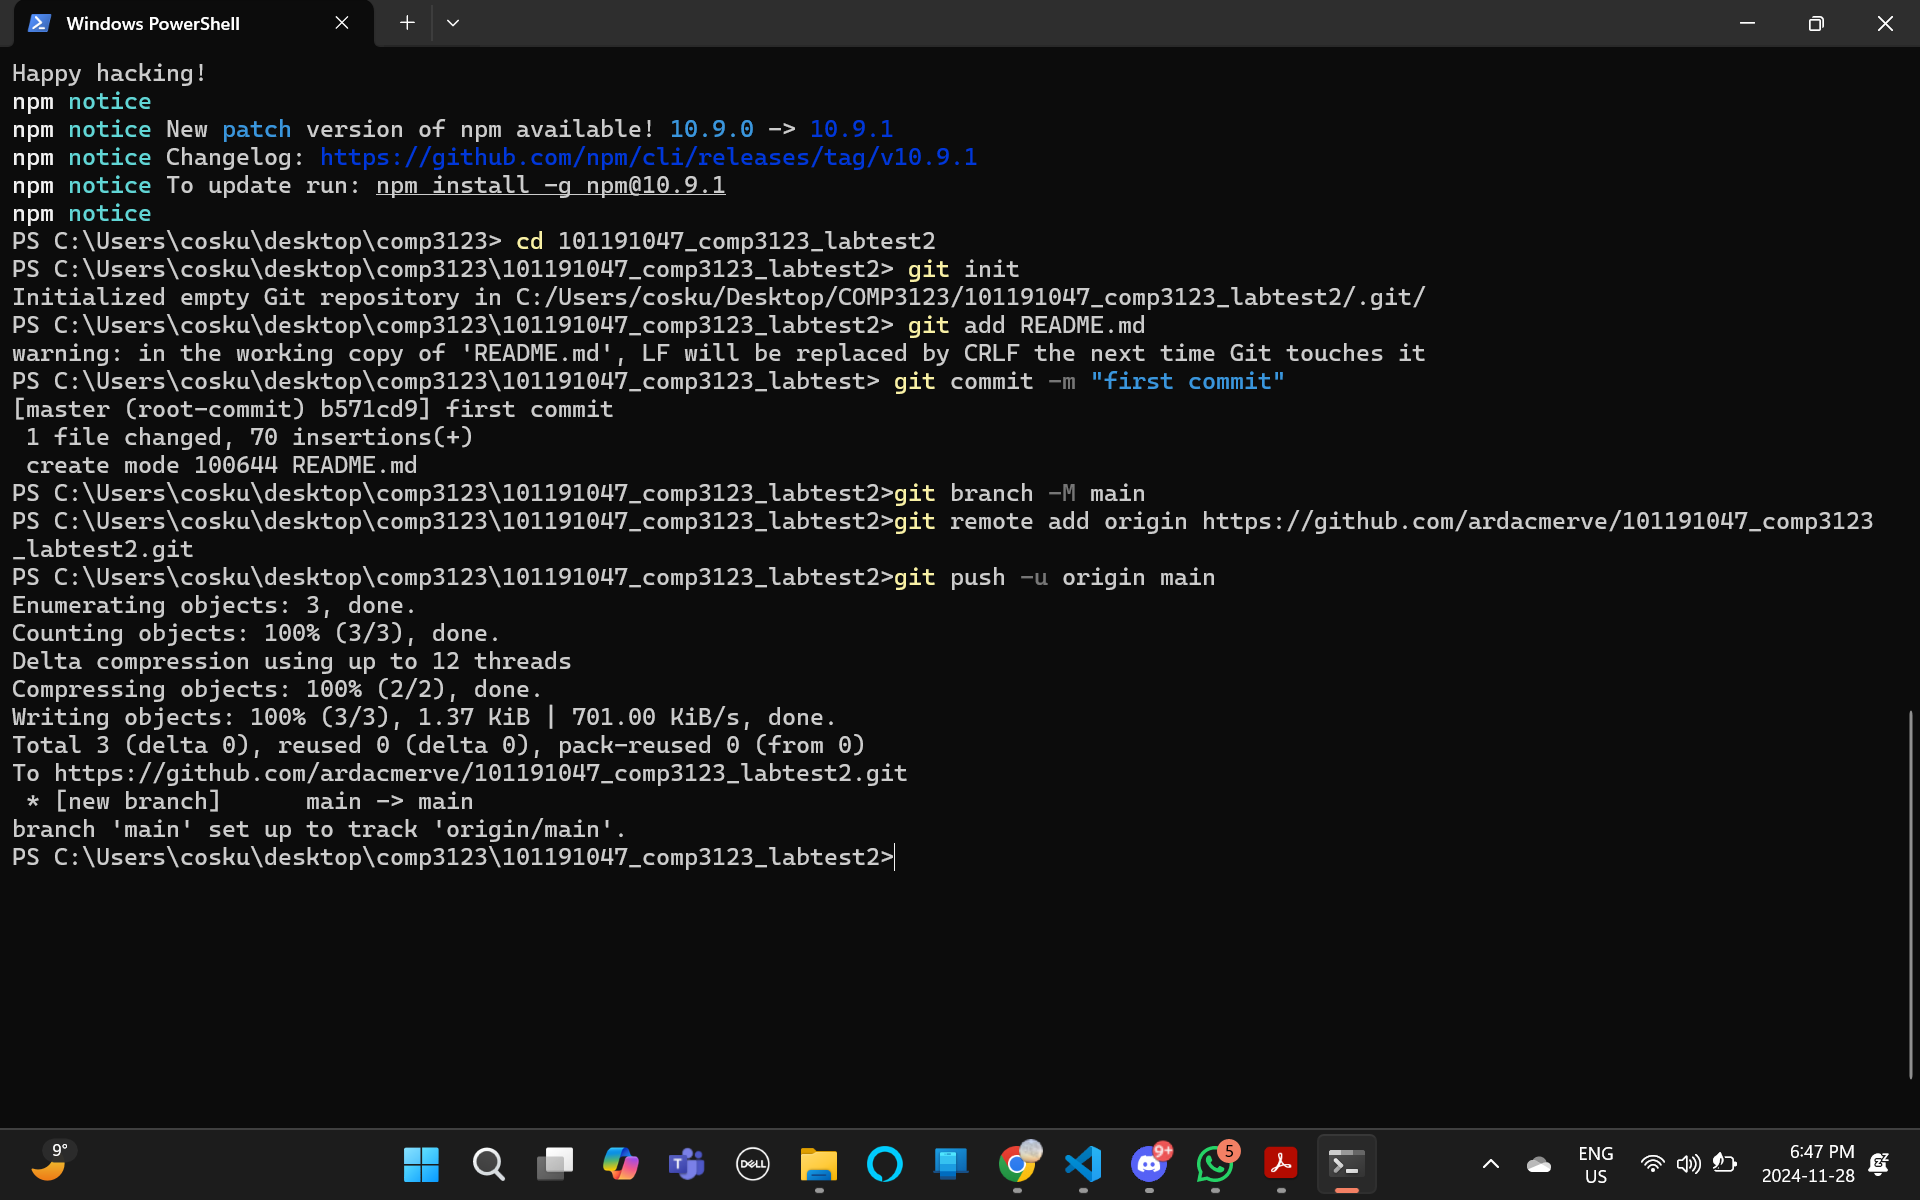 Windows PowerShell
Happy hacking!
npm notice
npm notice New patch version of npm available! 10.9.0 -> 10.9.1
npm notice Changelog: https://github.com/npm/cli/releases/tag/v10.9.1
npm notice To update run: npm install -g npm@10.9.1
npm notice
PS C:\Users\cosku\desktop\comp3123> cd 101191047_comp3123_labtest2
PS C:\Users\cosku\desktop\comp3123\101191047_comp3123_labtest2> git init
Initialized empty Git repository in C:/Users/cosku/Desktop/COMP3123/101191047_comp3123_labtest2/.git/
PS C:\Users\cosku\desktop\comp3123\101191047_comp3123_labtest2> git add README.md
warning: in the working copy of 'README.md', LF will be replaced by CRLF the next time Git touches it
PS C:\Users\cosku\desktop\comp3123\101191047_comp3123_labtest> git commit -m "first commit"
[master (root-commit) b571cd9] first commit
1 file changed, 70 insertions(+)
create mode 100644 README.md
PS C:\Users\cosku\desktop\comp3123\101191047_comp3123_labtest2>git branch -M main
PS C:\Users\cosku\desktop\comp3123\101191047_comp3123_labtest2>git remote add origin https://github.com/ardacmerve/101191047_comp3123
_labtest2.git
PS C:\Users\cosku\desktop\comp3123\101191047_comp3123_labtest2>git push -u origin main
Enumerating objects: 3, done.
Counting objects: 100% (3/3), done.
Delta compression using up to 12 threads
Compressing objects: 100% (2/2), done.
Writing objects: 100% (3/3), 1.37 KiB | 701.00 KiB/s, done.
Total 3 (delta 0), reused 0 (delta 0), pack-reused 0 (from 0)
To https://github.com/ardacmerve/101191047_comp3123_labtest2.git
* [new branch]      main -> main
branch 'main' set up to track 'origin/main'.
PS C:\Users\cosku\desktop\comp3123\101191047_comp3123_labtest2>
9°
T
DELL
9+
5
ENG
US
6:47 PM
2024-11-28